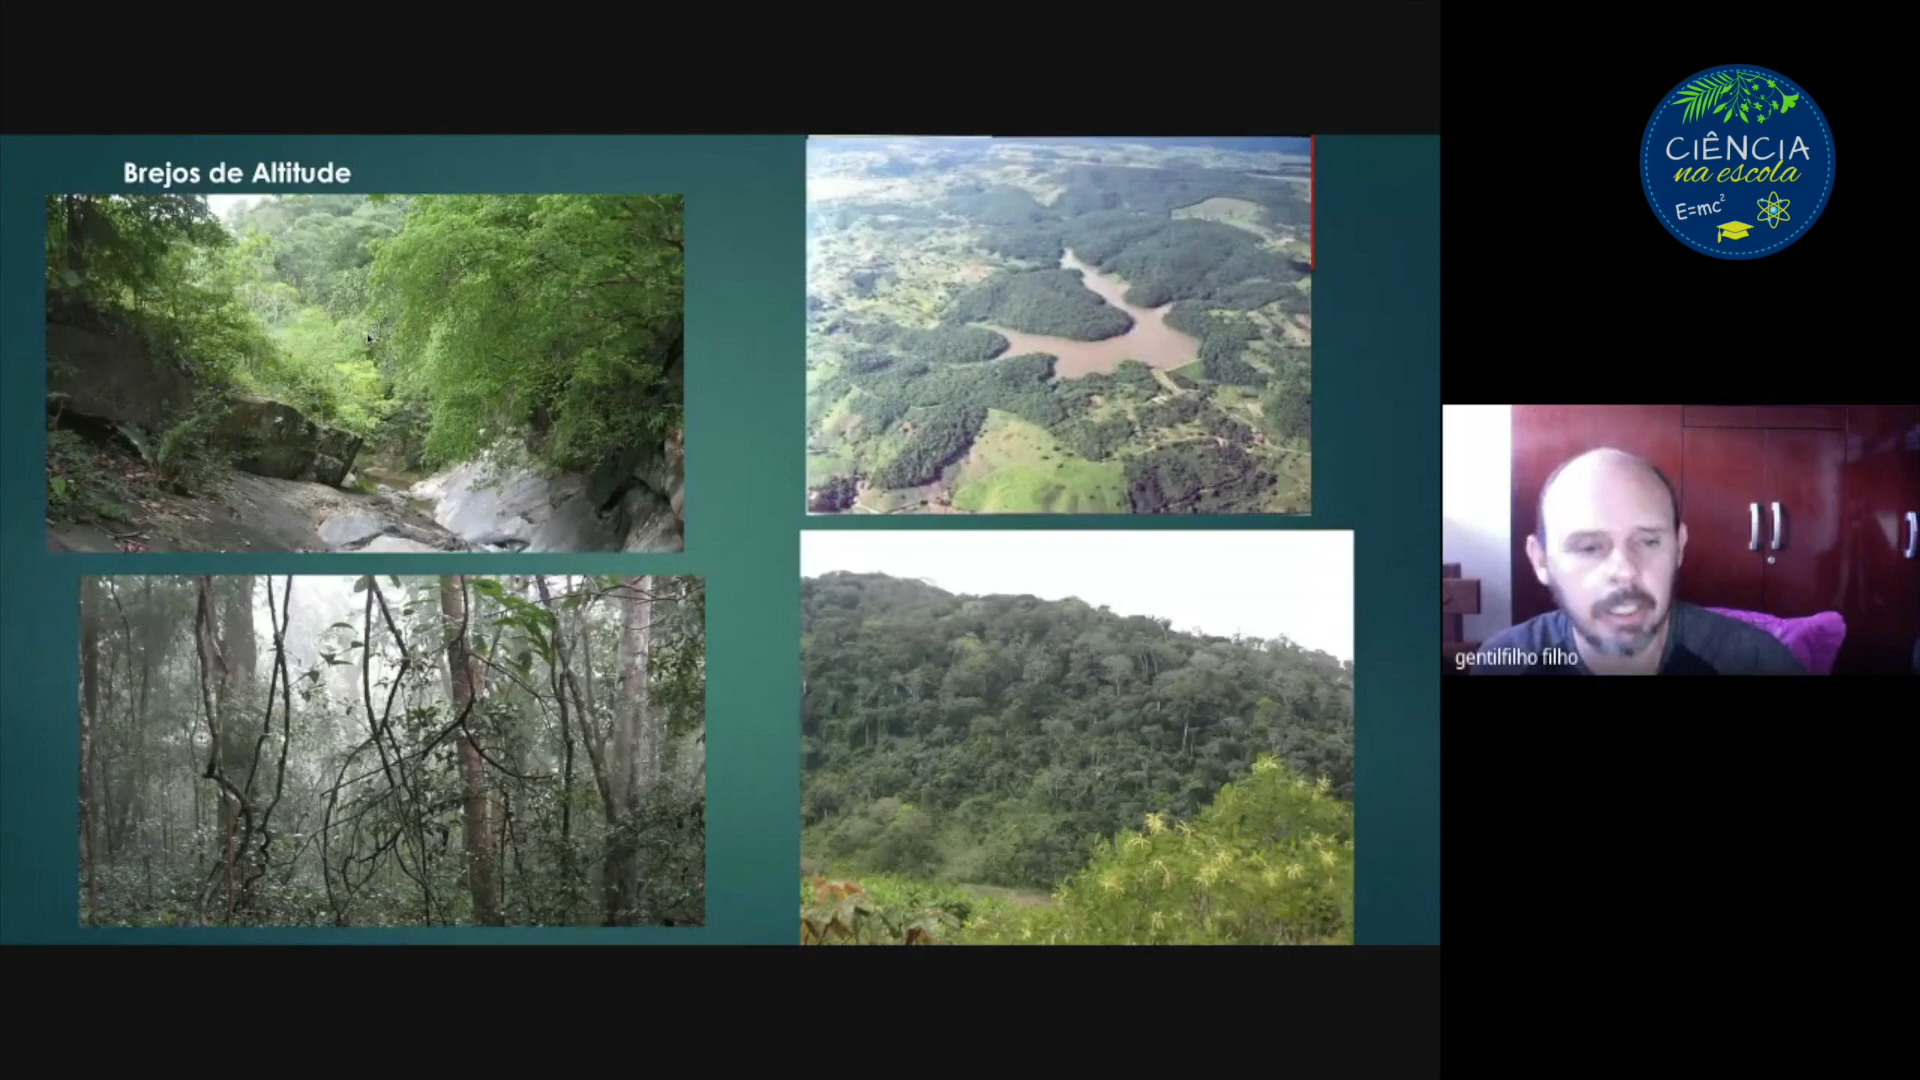 Brejos de Altitude
CIÊNCIA
na escola
E=mc²
gentilfilho filho